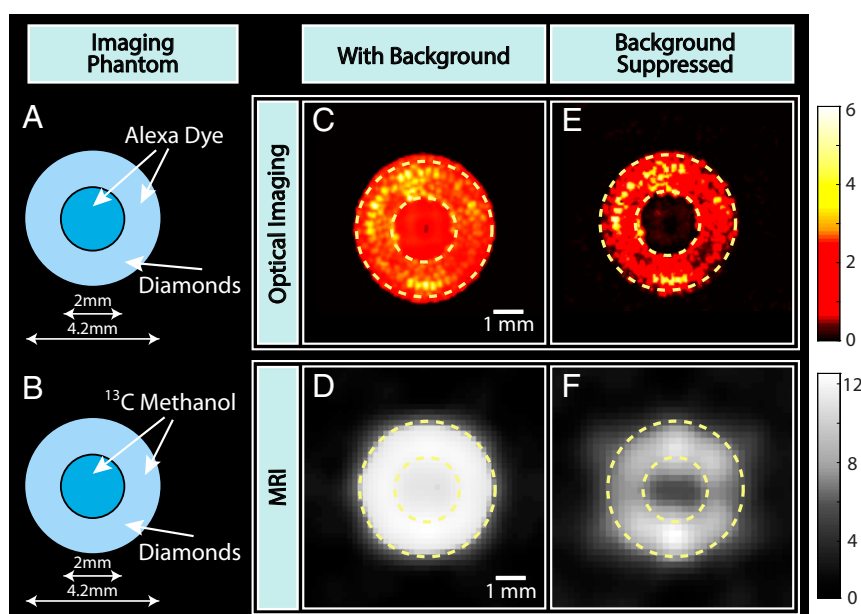 Imaging
Phantom
With Background
Background
Suppressed
A
Alexa Dye
Diamonds
2mm
4.2mm
Optical Imaging
C
1 mm
E
6
4
2
0
B
¹³C Methanol
Diamonds
2mm
4.2mm
MRI
D
1 mm
F
12
8
4
0